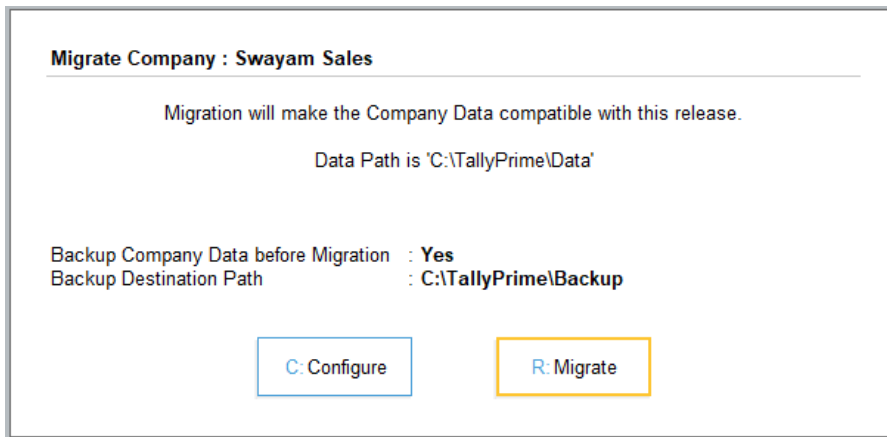 Migrate Company : Swayam Sales
Migration will make the Company Data compatible with this release.
Data Path is 'C:\TallyPrime\Data'
Backup Company Data before Migration : Yes
Backup Destination Path : C:\TallyPrime\Backup
C: Configure R: Migrate